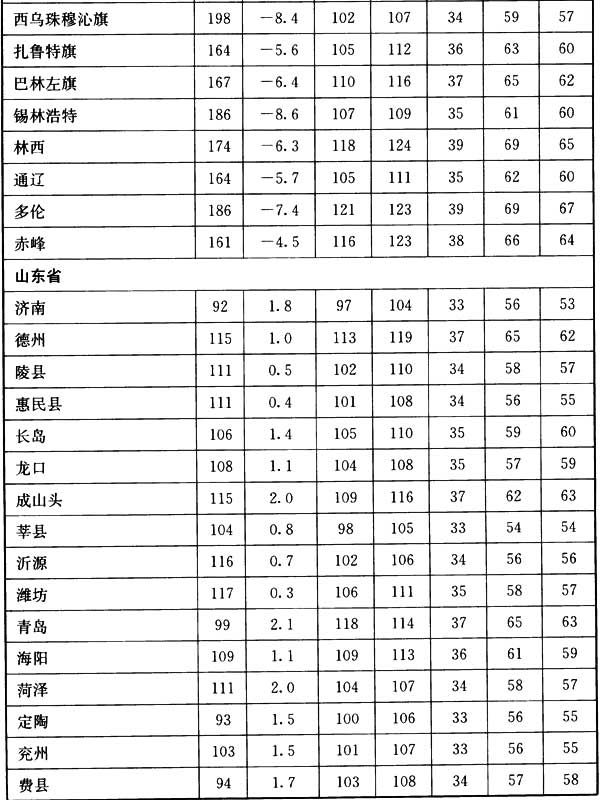 西乌珠穆沁旗 198 －8.4 102 107 34 59 57
扎鲁特旗 164 －5.6 105 112 36 63 60
巴林左旗 167 －6.4 110 116 37 65 62
锡林浩特 186 －8.6 107 109 35 61 60
林西 174 －6.3 118 124 39 69 65
通辽 164 －5.7 105 111 35 62 60
多伦 186 －7.4 121 123 39 69 67
赤峰 161 －4.5 116 123 38 66 64
山东省
济南 92 1.8 97 104 33 56 53
德州 115 1.0 113 119 37 65 62
陵县 111 0.5 102 110 34 58 57
惠民县 111 0.4 101 108 34 56 55
长岛 106 1.4 105 110 35 59 60
龙口 108 1.1 104 108 35 57 59
成山头 115 2.0 109 116 37 62 63
莘县 104 0.8 98 105 33 54 54
沂源 116 0.7 102 106 34 56 56
潍坊 117 0.3 106 111 35 58 57
青岛 99 2.1 118 114 37 65 63
海阳 109 1.1 109 113 36 61 59
菏泽 111 2.0 104 107 34 58 57
定陶 93 1.5 100 106 33 56 55
兖州 103 1.5 101 107 33 56 55
费县 94 1.7 103 108 34 57 58